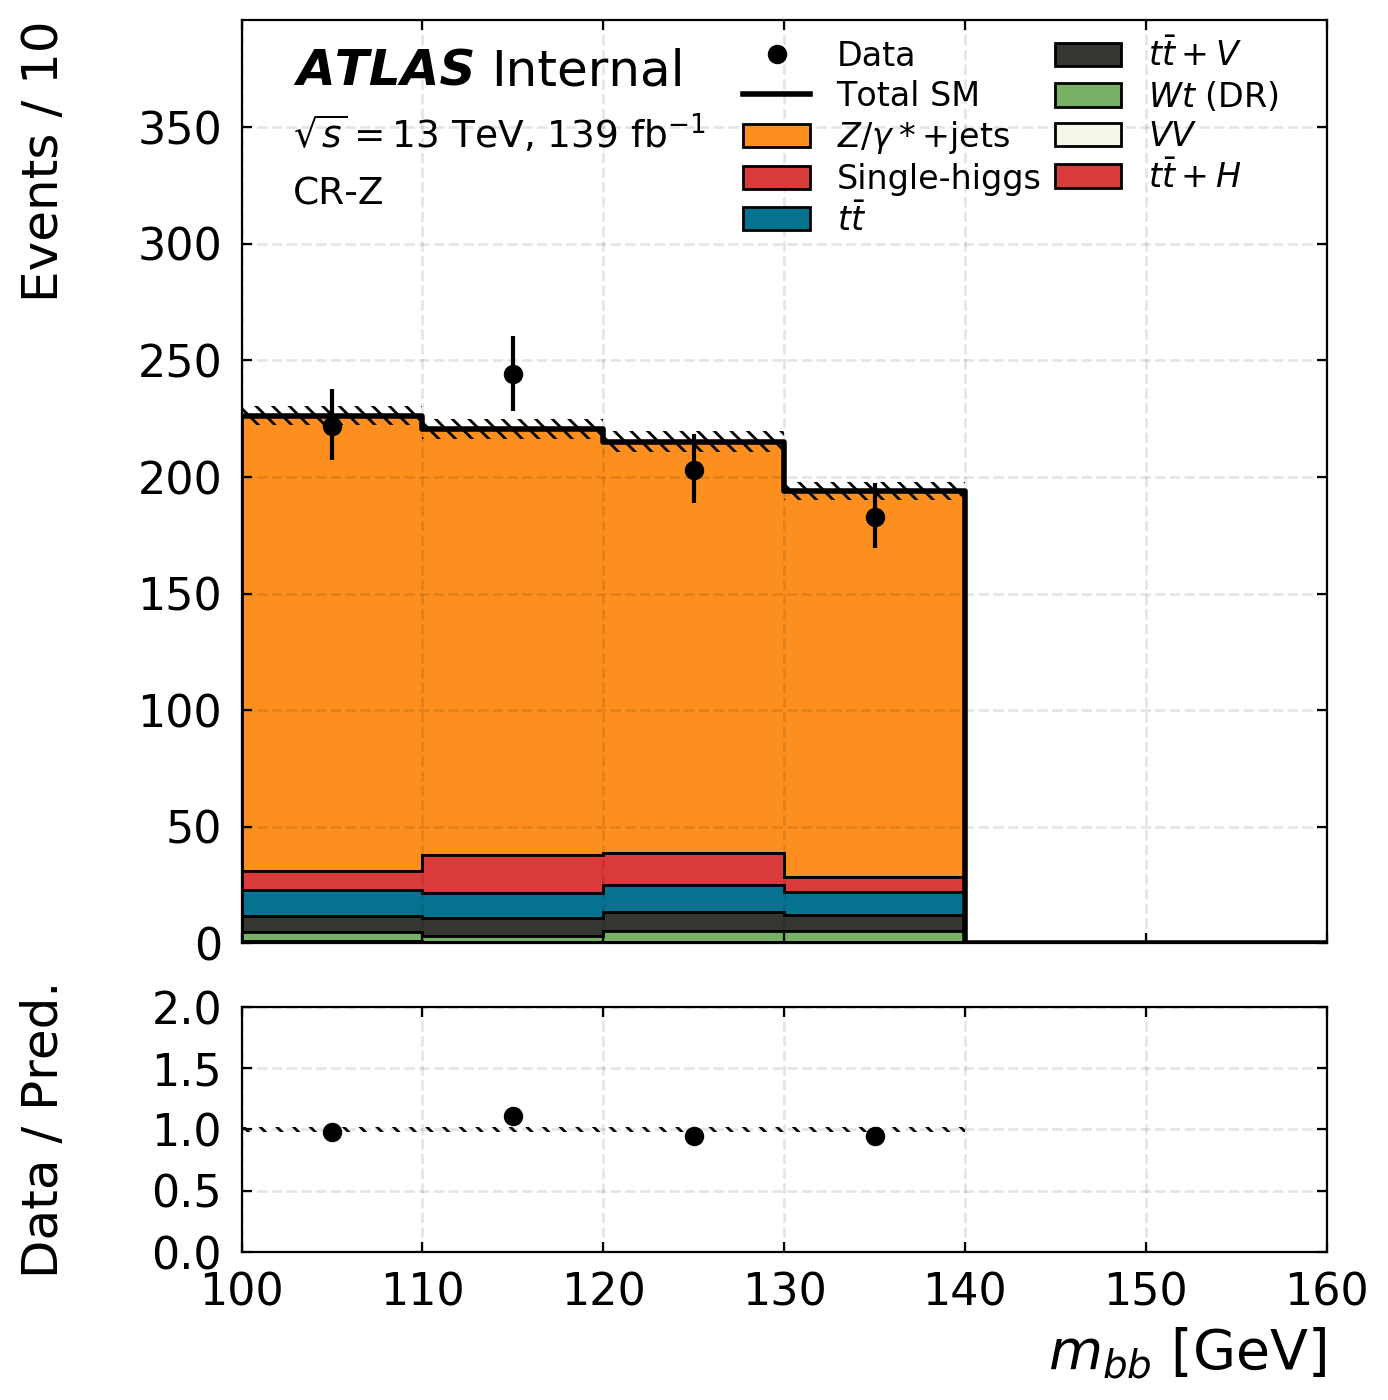 Events / 10
ATLAS Internal
√s = 13 TeV, 139 fb⁻¹
CR-Z
Data
Total SM
Z/γ*+jets
Single-higgs
tt̄
tt̄ + V
Wt (DR)
VV
tt̄ + H
350
300
250
200
150
100
50
0
Data / Pred.
2.0
1.5
1.0
0.5
0.0
100 110 120 130 140 150 160
m_bb [GeV]